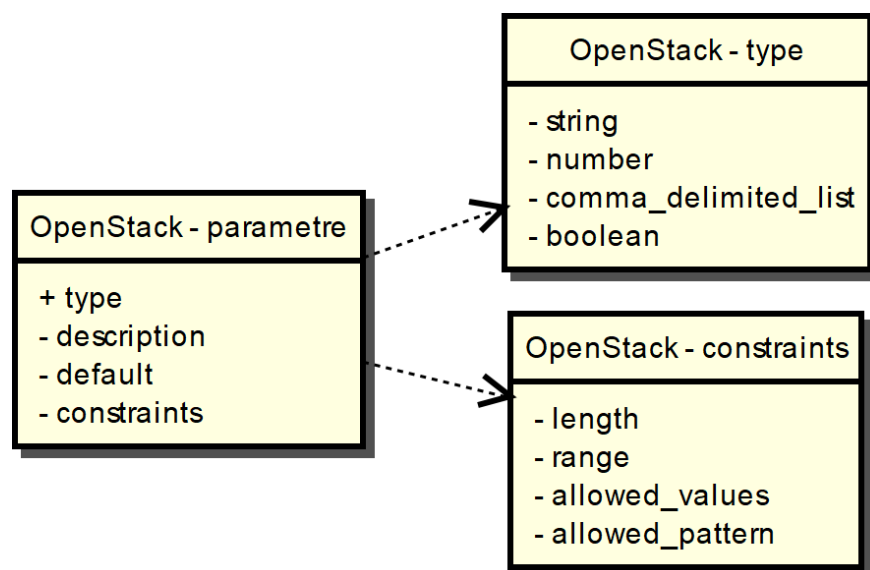 OpenStack - type
- string
- number
- comma_delimited_list
- boolean
OpenStack - parametre
+ type
- description
- default
- constraints
OpenStack - constraints
- length
- range
- allowed_values
- allowed_pattern